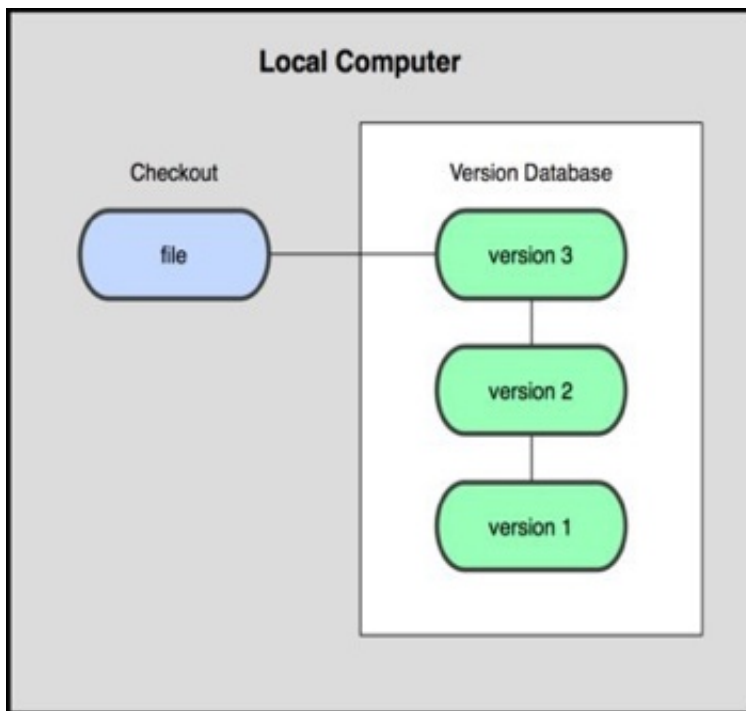 Local Computer
Checkout
Version Database
file
version 3
version 2
version 1